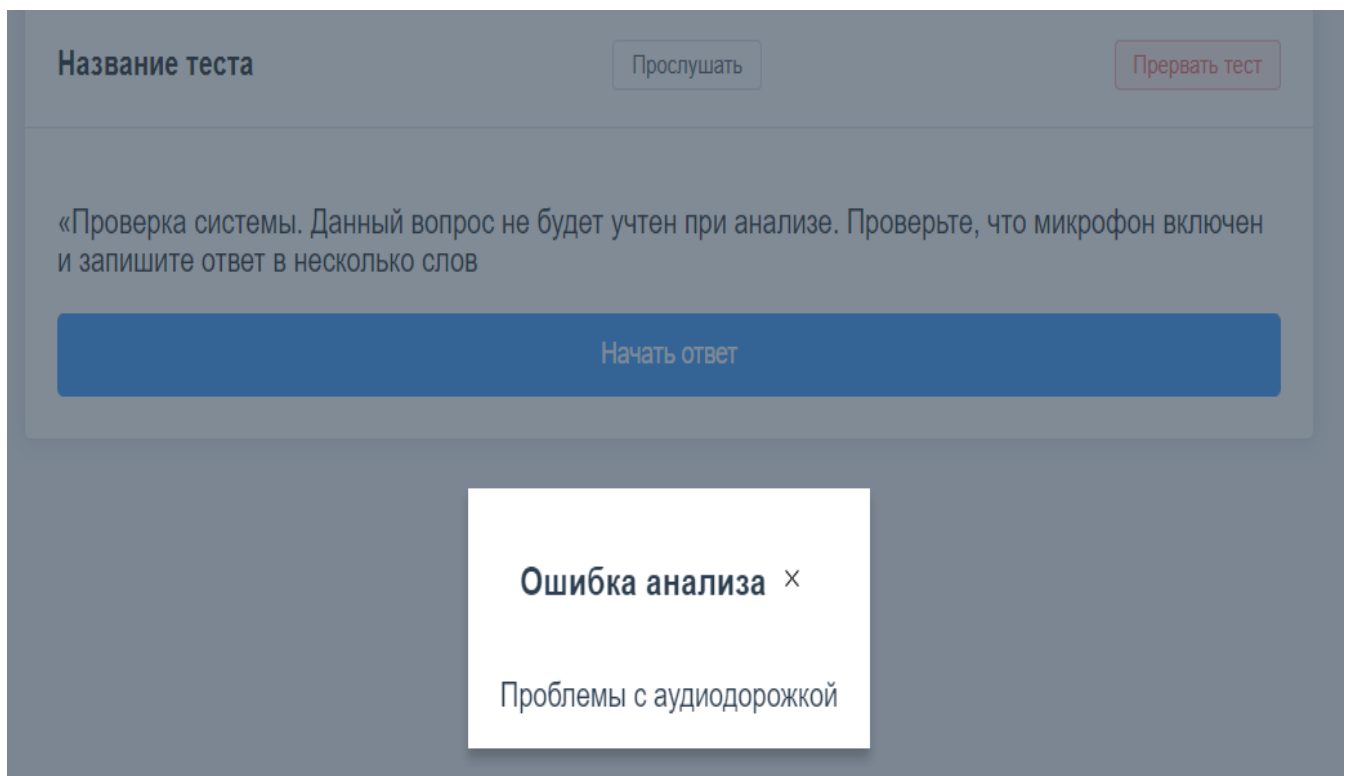 Название теста
Прослушать
Прервать тест
«Проверка системы. Данный вопрос не будет учтен при анализе. Проверьте, что микрофон включен
и запишите ответ в несколько слов
Начать ответ
Ошибка анализа ×
Проблемы с аудиодорожкой